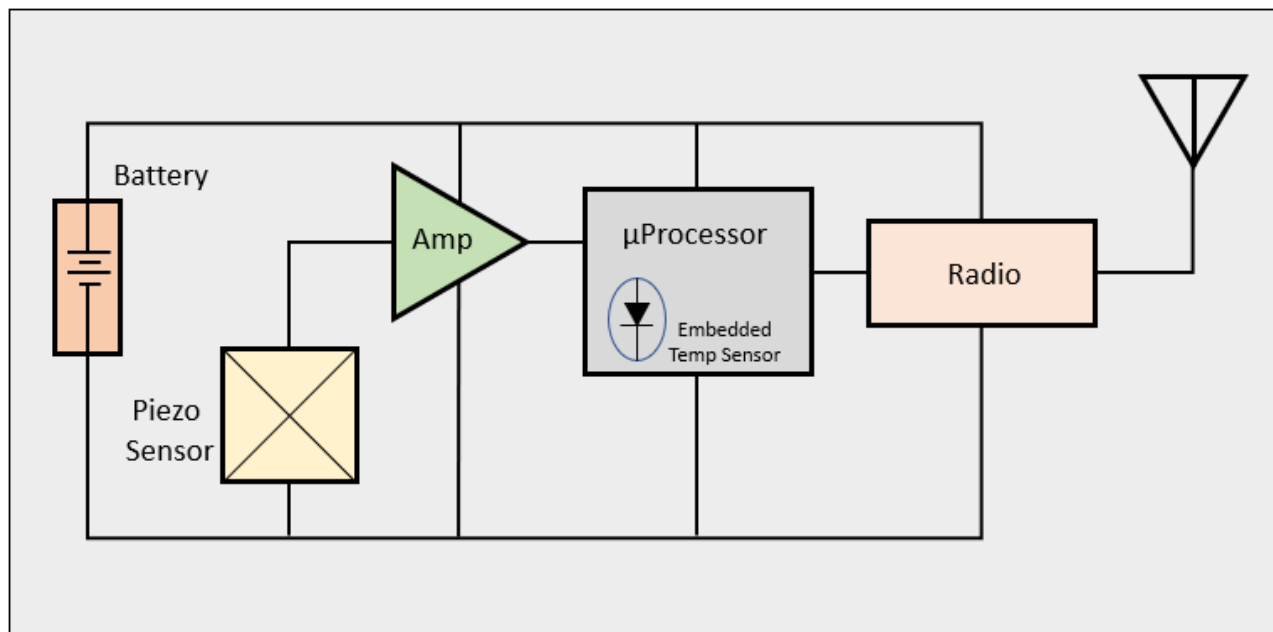 Battery
Amp
µProcessor
Embedded
Temp Sensor
Radio
Piezo
Sensor